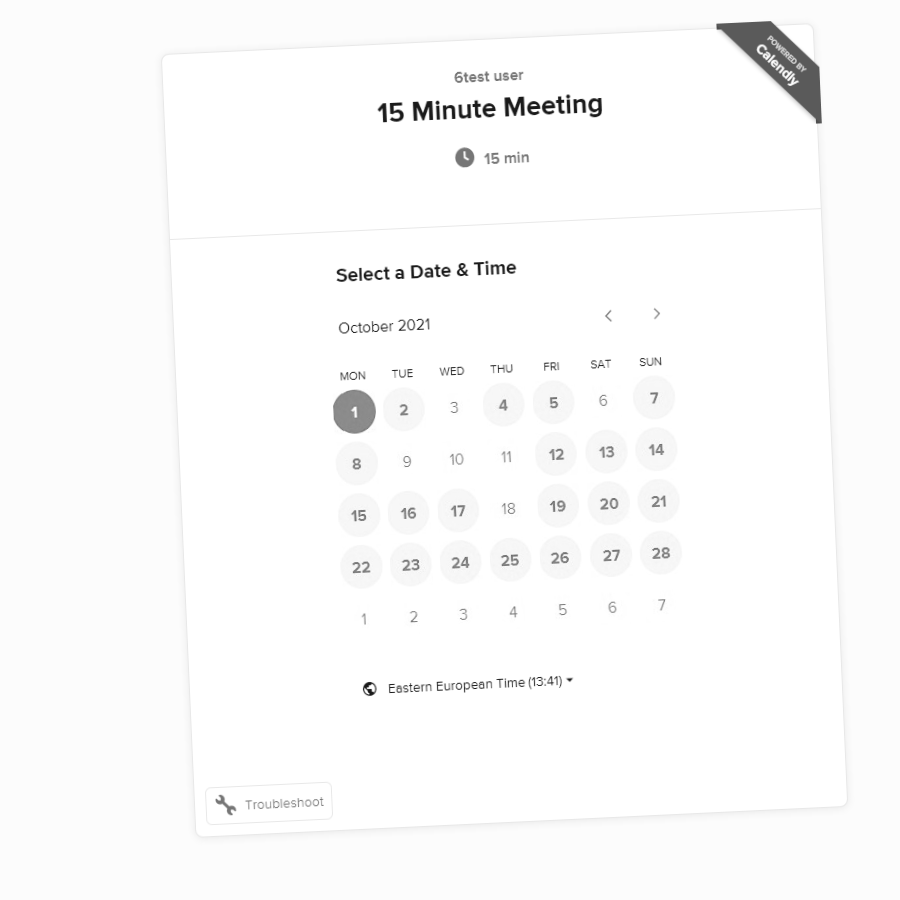 POWERED BY
Calendly
6test user
15 Minute Meeting
15 min
Select a Date & Time
October 2021
MON TUE WED THU FRI SAT SUN
1 2 3 4 5 6 7
8 9 10 11 12 13 14
15 16 17 18 19 20 21
22 23 24 25 26 27 28
1 2 3 4 5 6 7
Eastern European Time (13:41)
Troubleshoot